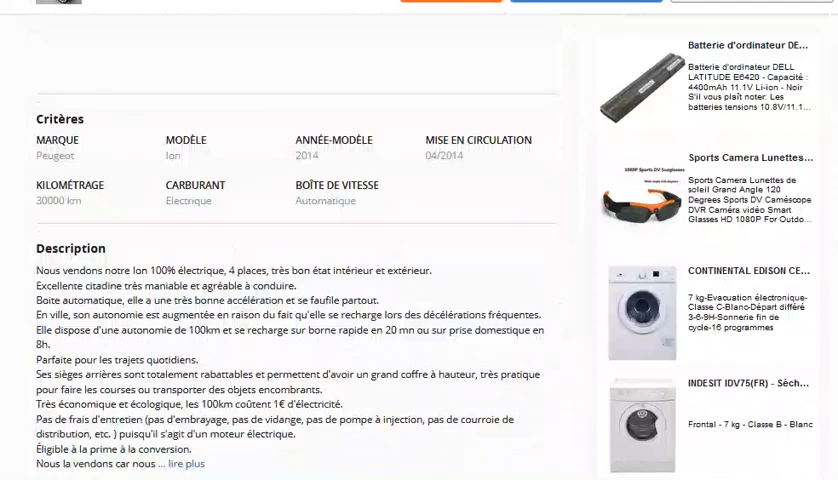 Critères
MARQUE MODÈLE ANNÉE-MODÈLE MISE EN CIRCULATION
Peugeot Ion 2014 04/2014
KILOMÉTRAGE CARBURANT BOÎTE DE VITESSE
30000 km Electrique Automatique
Description
Nous vendons notre Ion 100% électrique, 4 places, très bon état intérieur et extérieur.
Excellente citadine très maniable et agréable à conduire.
Boite automatique, elle a une très bonne accélération et se faufile partout.
En ville, son autonomie est augmentée en raison du fait qu'elle se recharge lors des décélérations fréquentes.
Elle dispose d'une autonomie de 100km et se recharge sur borne rapide en 20 mn ou sur prise domestique en
8h.
Parfaite pour les trajets quotidiens.
Ses sièges arrières sont totalement rabattables et permettent d'avoir un grand coffre à hauteur, très pratique
pour faire les courses ou transporter des objets encombrants.
Très économique et écologique, les 100km coûtent 1€ d'électricité.
Pas de frais d'entretien (pas d'embrayage, pas de vidange, pas de pompe à injection, pas de courroie de
distribution, etc. ) puisqu'il s'agit d'un moteur électrique.
Éligible à la prime à la conversion.
Nous la vendons car nous ... lire plus
Batterie d'ordinateur DE...
Batterie d'ordinateur DELL
LATITUDE E6420 - Capacité :
4400mAh 11.1V Li-ion - Noir
S'il vous plaît noter: Les
batteries tensions 10.8V/11.1...
Sports Camera Lunettes...
1080P Sports DV Sunglasses
Sports Camera Lunettes de
soleil Grand Angle 120
Degrees Sports DV Caméscope
DVR Caméra vidéo Smart
Glasses HD 1080P For Outdo...
CONTINENTAL EDISON CE...
7 kg-Evacuation électronique-
Classe C-Blanc-Départ différé
3-6-9H-Sonnerie fin de
cycle-16 programmes
INDESIT IDV75(FR) - Sèch...
Frontal - 7 kg - Classe B - Blanc